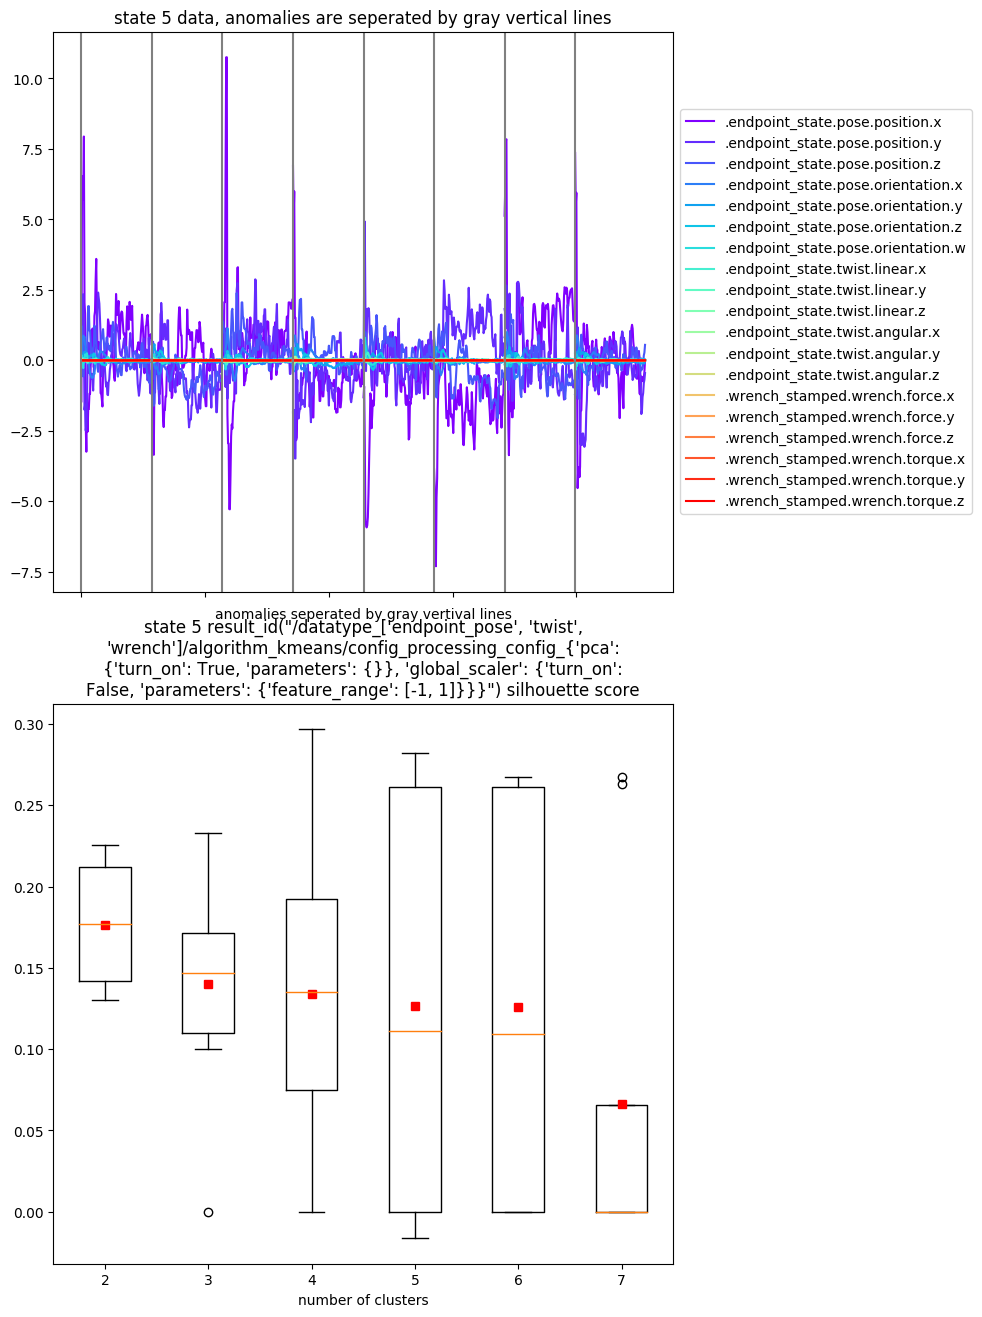 state 5 data, anomalies are seperated by gray vertical lines
10.0
7.5
5.0
2.5
0.0
−2.5
−5.0
−7.5
.endpoint_state.pose.position.x
.endpoint_state.pose.position.y
.endpoint_state.pose.position.z
.endpoint_state.pose.orientation.x
.endpoint_state.pose.orientation.y
.endpoint_state.pose.orientation.z
.endpoint_state.pose.orientation.w
.endpoint_state.twist.linear.x
.endpoint_state.twist.linear.y
.endpoint_state.twist.linear.z
.endpoint_state.twist.angular.x
.endpoint_state.twist.angular.y
.endpoint_state.twist.angular.z
.wrench_stamped.wrench.force.x
.wrench_stamped.wrench.force.y
.wrench_stamped.wrench.force.z
.wrench_stamped.wrench.torque.x
.wrench_stamped.wrench.torque.y
.wrench_stamped.wrench.torque.z
anomalies seperated by gray vertival lines
state 5 result_id("/datatype_['endpoint_pose', 'twist',
'wrench']/algorithm_kmeans/config_processing_config_{'pca':
{'turn_on': True, 'parameters': {}}, 'global_scaler': {'turn_on':
False, 'parameters': {'feature_range': [-1, 1]}}}") silhouette score
0.30
0.25
0.20
0.15
0.10
0.05
0.00
2 3 4 5 6 7
number of clusters